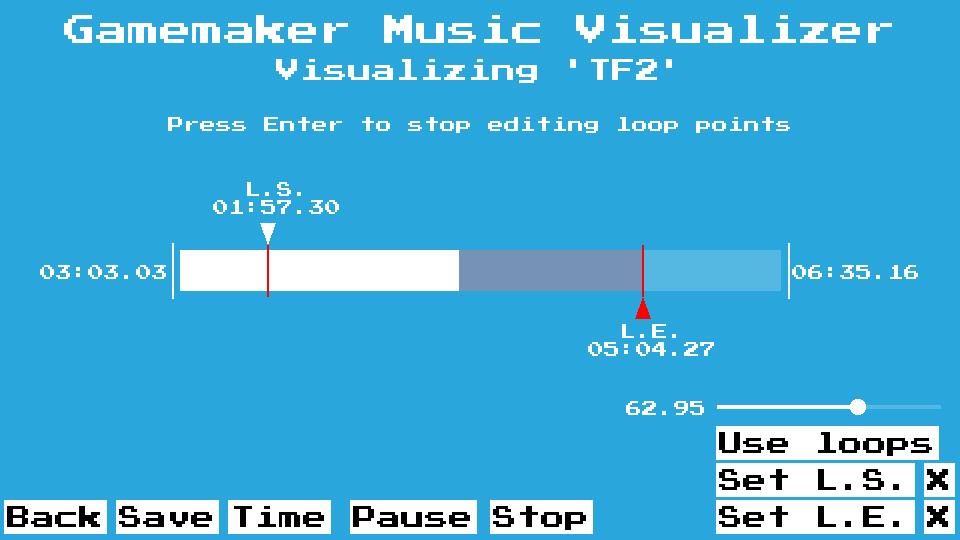 Gamemaker Music Visualizer
Visualizing 'TF2'
Press Enter to stop editing loop points
L.S.
01:57.30
03:03.03
06:35.16
L.E.
05:04.27
62.95
Use loops
Set L.S. X
Set L.E. X
Back Save Time Pause Stop